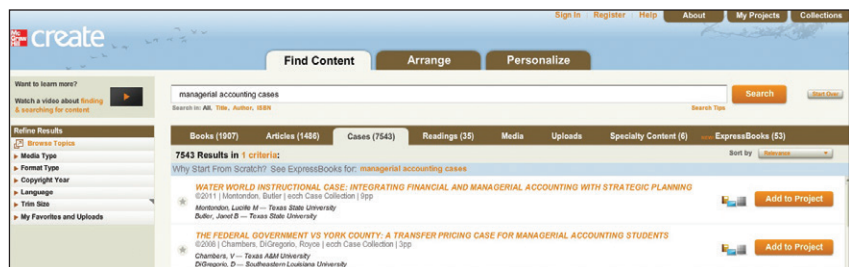 Sign In Register Help About My Projects Collections
create
Find Content Arrange Personalize
Want to learn more?
Watch a video about finding
& searching for content
managerial accounting cases
Search
Start Over
Search in: All, Title, Author, ISBN
Search Tips
Refine Results
Browse Topics
Media Type
Format Type
Copyright Year
Language
Trim Size
My Favorites and Uploads
Books (1907) Articles (1486) Cases (7543) Readings (35) Media Uploads Specialty Content (6) ExpressBooks (53)
7543 Results in 1 criteria:
Sort by Relevance
Why Start From Scratch? See ExpressBooks for: managerial accounting cases
WATER WORLD INSTRUCTIONAL CASE: INTEGRATING FINANCIAL AND MANAGERIAL ACCOUNTING WITH STRATEGIC PLANNING
©2011 | Montondon, Butler | ecch Case Collection | 9pp
Montondon, Lucille M — Texas State University
Butler, Janet B — Texas State University
Add to Project
THE FEDERAL GOVERNMENT VS YORK COUNTY: A TRANSFER PRICING CASE FOR MANAGERIAL ACCOUNTING STUDENTS
©2008 | Chambers, DiGregorio, Royce | ecch Case Collection | 3pp
Chambers, V — Texas A&M University
DiGregorio, D — Southeastern Louisiana University
Add to Project